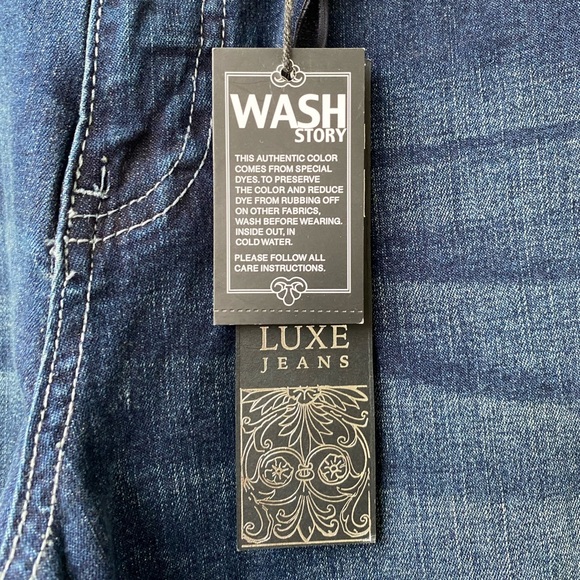 WASH
STORY
THIS AUTHENTIC COLOR
COMES FROM SPECIAL
DYES. TO PRESERVE
THE COLOR AND REDUCE
DYE FROM RUBBING OFF
ON OTHER FABRICS,
WASH BEFORE WEARING.
INSIDE OUT, IN
COLD WATER.
PLEASE FOLLOW ALL
CARE INSTRUCTIONS.
LUXE
JEANS